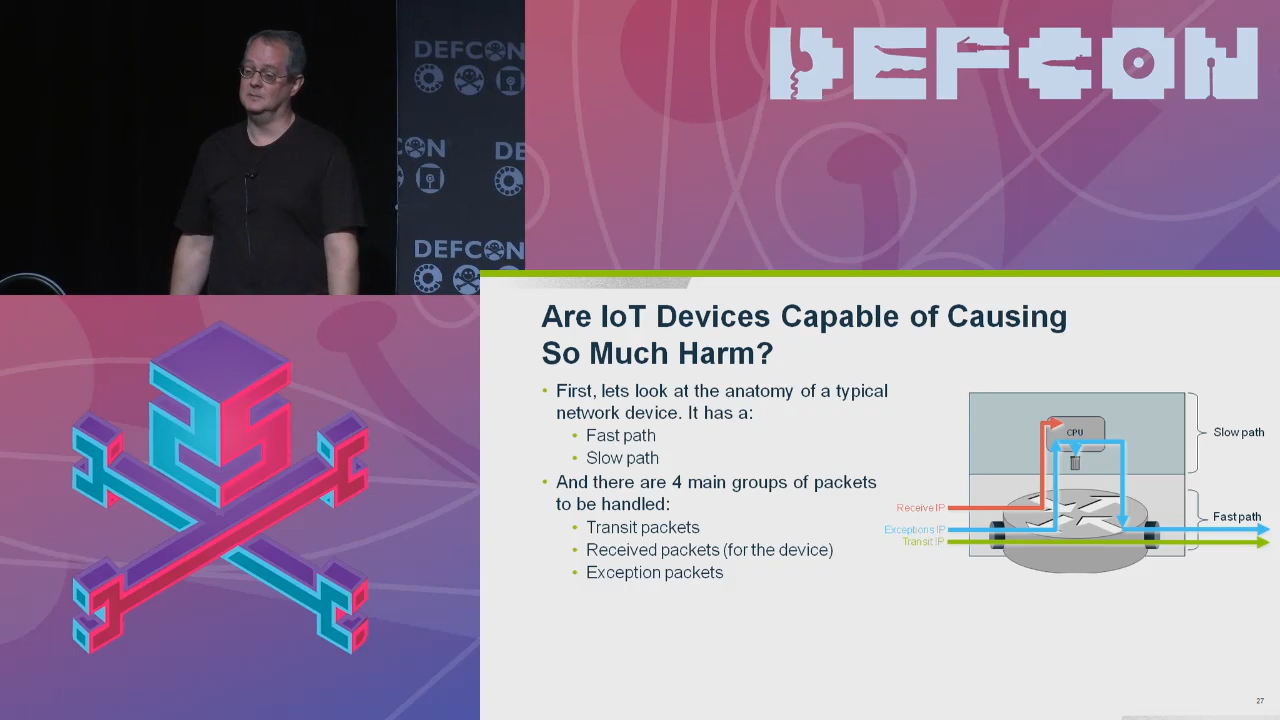 DEFCON
DEFCON
CON
DE
DEFCON
Are IoT Devices Capable of Causing
So Much Harm?
• First, lets look at the anatomy of a typical
network device. It has a:
• Fast path
• Slow path
• And there are 4 main groups of packets
to be handled:
• Transit packets
• Received packets (for the device)
• Exception packets
CPU
Slow path
Receive IP
Exceptions IP
Transit IP
Fast path
27
25